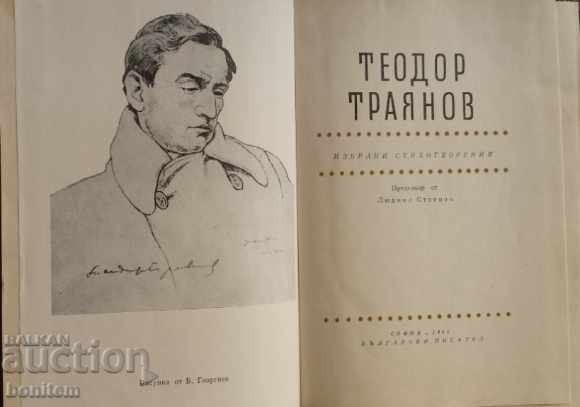 ТЕОДОР
ТРАЯНОВ
ИЗБРАНИ СТИХОТВОРЕНИЯ
Предговор от
Людмил Стоянов
СОФИЯ
БЪЛГАРСКИ ПИСАТЕЛ
Рисунка от Б. Георгиев
BALKAN
auction
bonitem